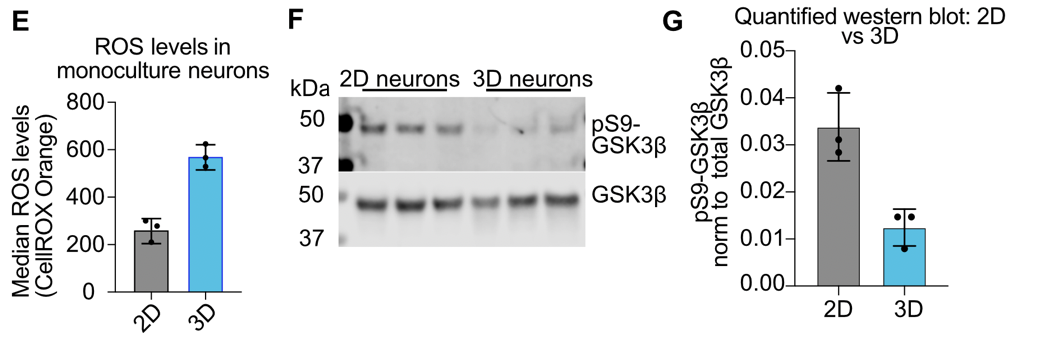 E
ROS levels in
monoculture neurons
Median ROS levels
(CellROX Orange)
800
600
400
200
0
2D
3D
F
kDa
2D neurons
3D neurons
50
37
pS9-
GSK3β
50
37
GSK3β
G
Quantified western blot: 2D
vs 3D
pS9-GSK3β
norm to total GSK3β
0.05
0.04
0.03
0.02
0.01
0.00
2D
3D